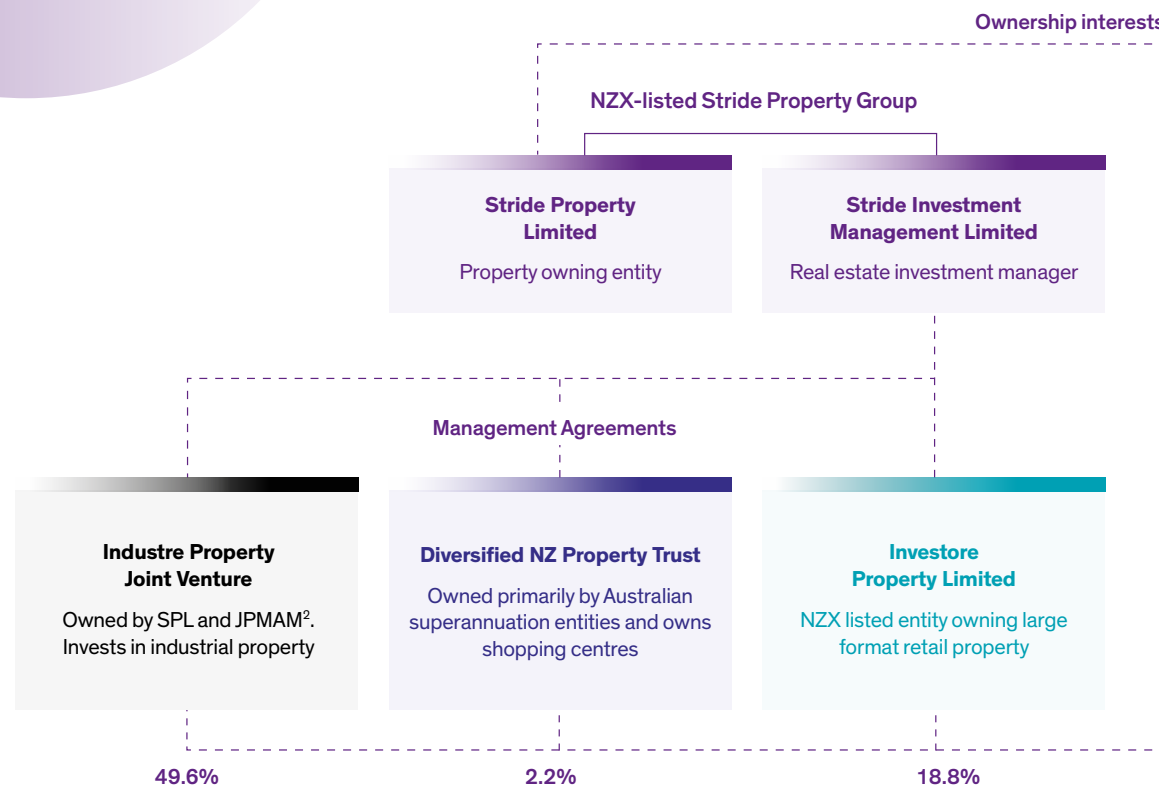 Ownership interests
NZX-listed Stride Property Group
Stride Property
Limited
Property owning entity
Stride Investment
Management Limited
Real estate investment manager
Management Agreements
Industre Property
Joint Venture
Owned by SPL and JPMAM².
Invests in industrial property
Diversified NZ Property Trust
Owned primarily by Australian
superannuation entities and owns
shopping centres
Investore
Property Limited
NZX listed entity owning large
format retail property
49.6%
2.2%
18.8%